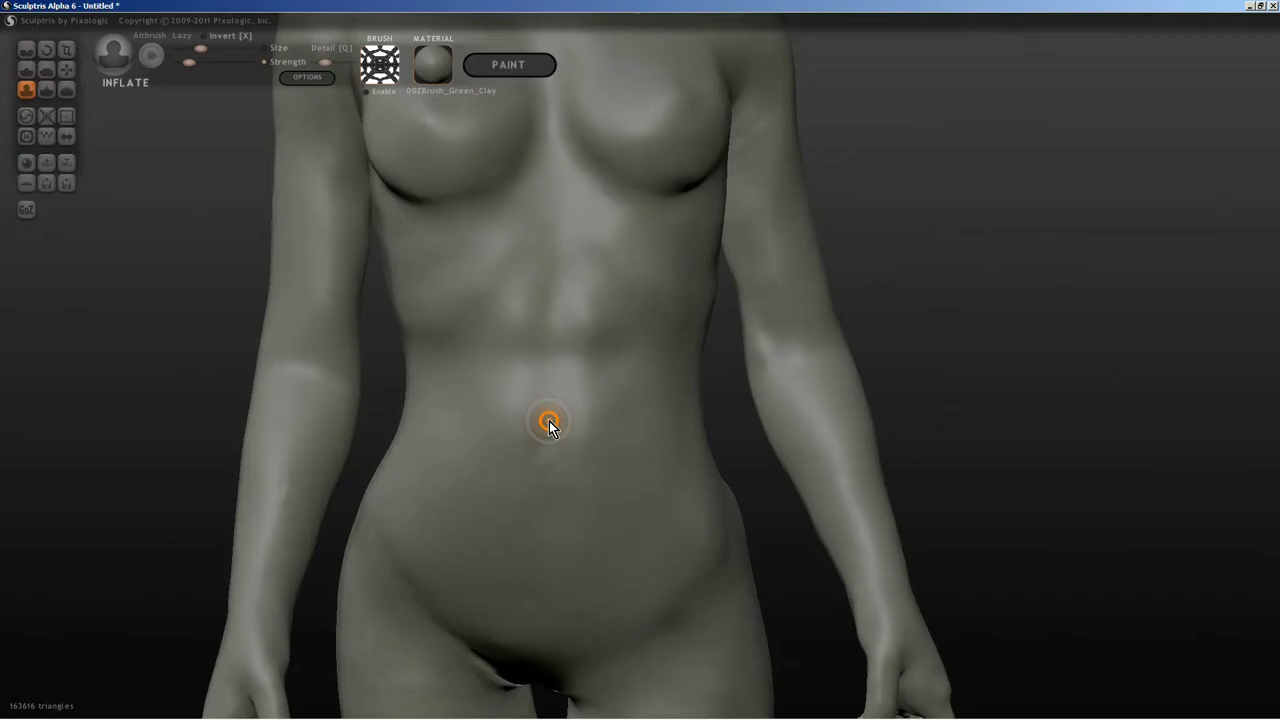 Sculptris Alpha 6 - Untitled *
Sculptris by Pixologic Copyright © 2009-2011 Pixologic, Inc.
Airbrush Lazy Invert [X]
Size Detail [Q]
Strength
OPTIONS
INFLATE
BRUSH
Enable
MATERIAL
00ZBrush_Green_Clay
PAINT
GoZ
163616 triangles